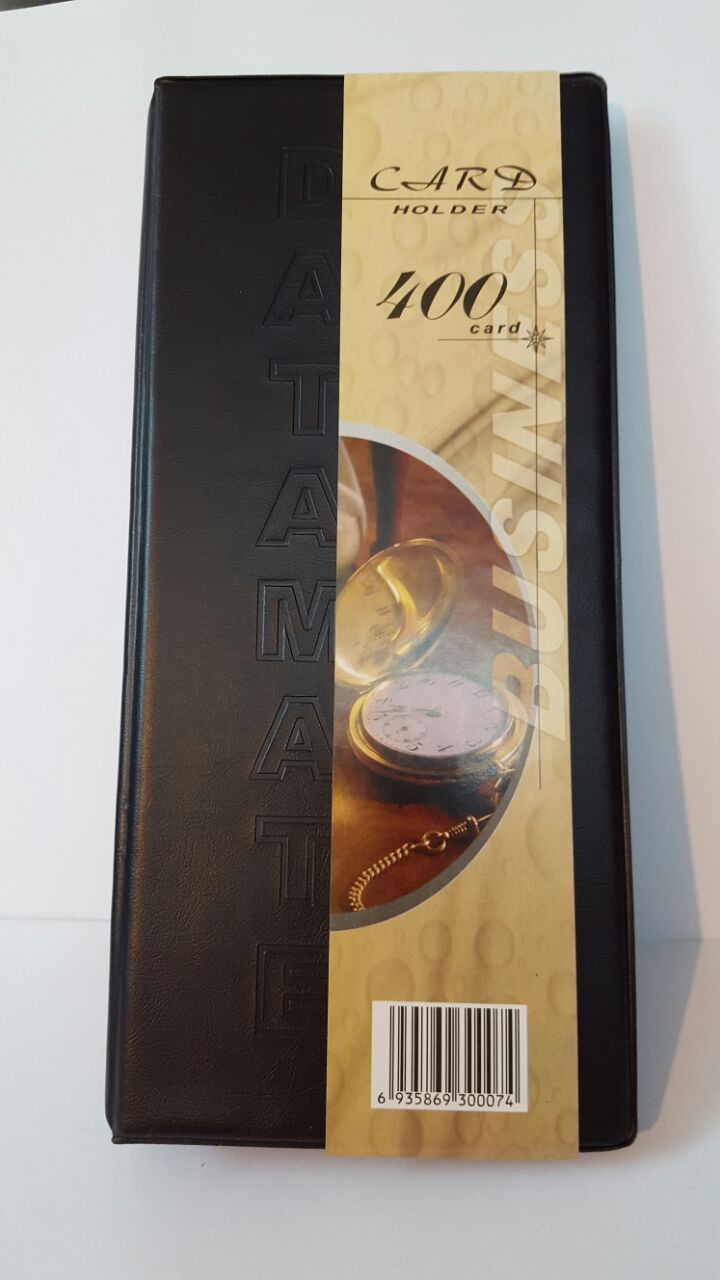 DATAMATE
CARD
HOLDER
400
card
BUSINESS
6 935869 300074